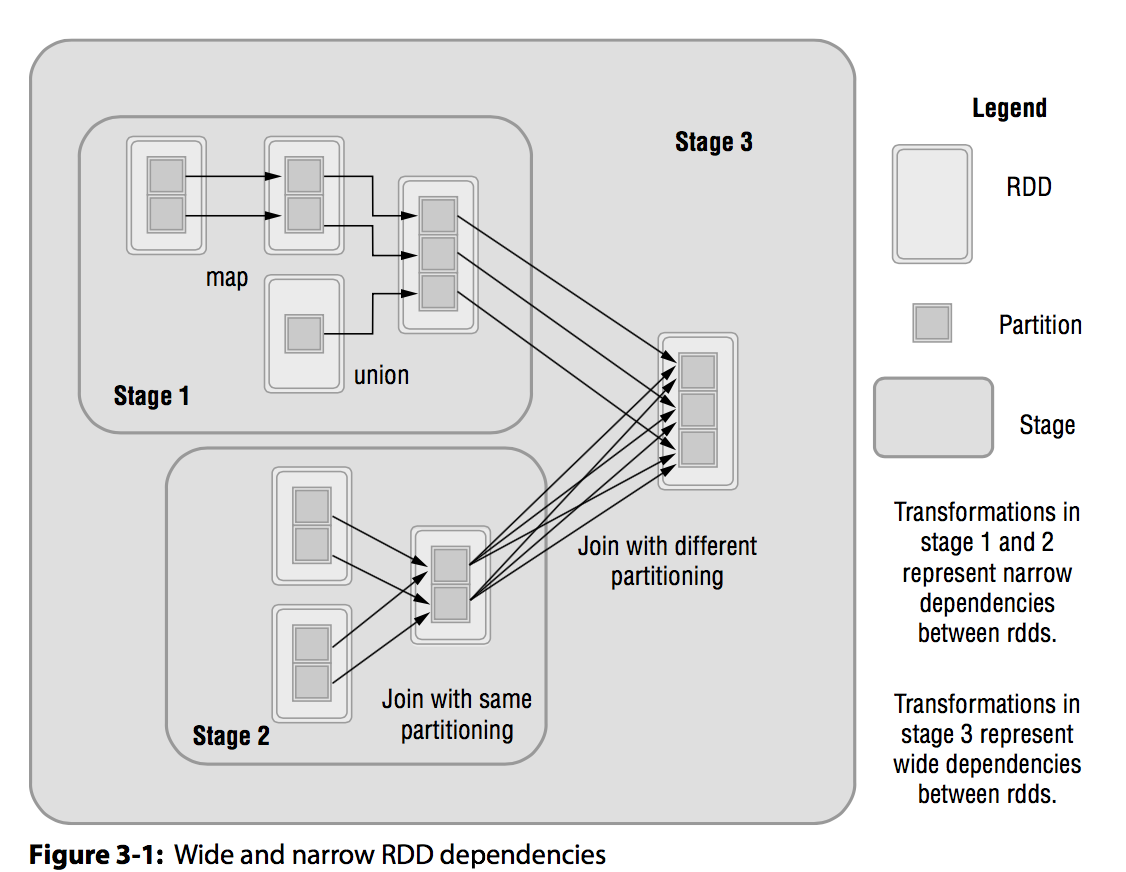 Stage 3
map
union
Stage 1
Join with different
partitioning
Join with same
partitioning
Stage 2
Legend
RDD
Partition
Stage
Transformations in
stage 1 and 2
represent narrow
dependencies
between rdds.
Transformations in
stage 3 represent
wide dependencies
between rdds.
Figure 3-1: Wide and narrow RDD dependencies